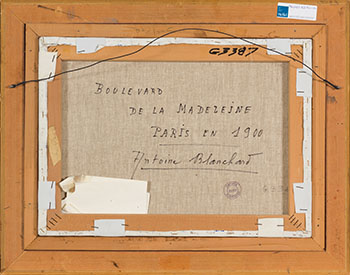 G3387
BOULEVARD
DE LA MADELEINE
PARIS EN 1900
Antoine Blanchard